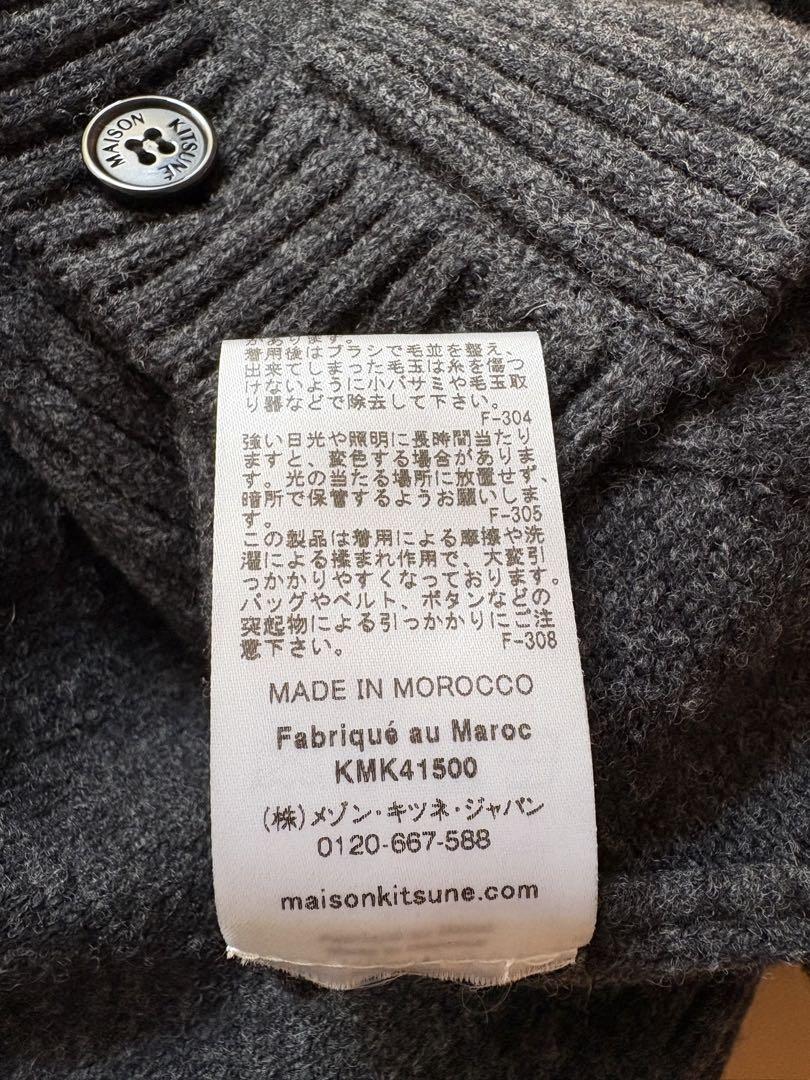 MAISON KITSUNÉ
があります。
着用後はブラシで毛並を整え、
出来てしまった毛玉は糸を傷つ
けないように小バサミや毛玉取
り器などで除去して下さい。
F-304
強い日光や照明に長時間当たり
ますと、変色する場合がありま
す。光の当たる場所に放置せず、
暗所で保管するようお願いしま
す。 F-305
この製品は着用による摩擦や洗
濯による揉まれ作用で、大変引
っかかりやすくなっております。
バッグやベルト、ボタンなどの
突起物による引っかかりにご注
意下さい。 F-308
MADE IN MOROCCO
Fabriqué au Maroc
KMK41500
(株)メゾン・キツネ・ジャパン
0120-667-588
maisonkitsune.com